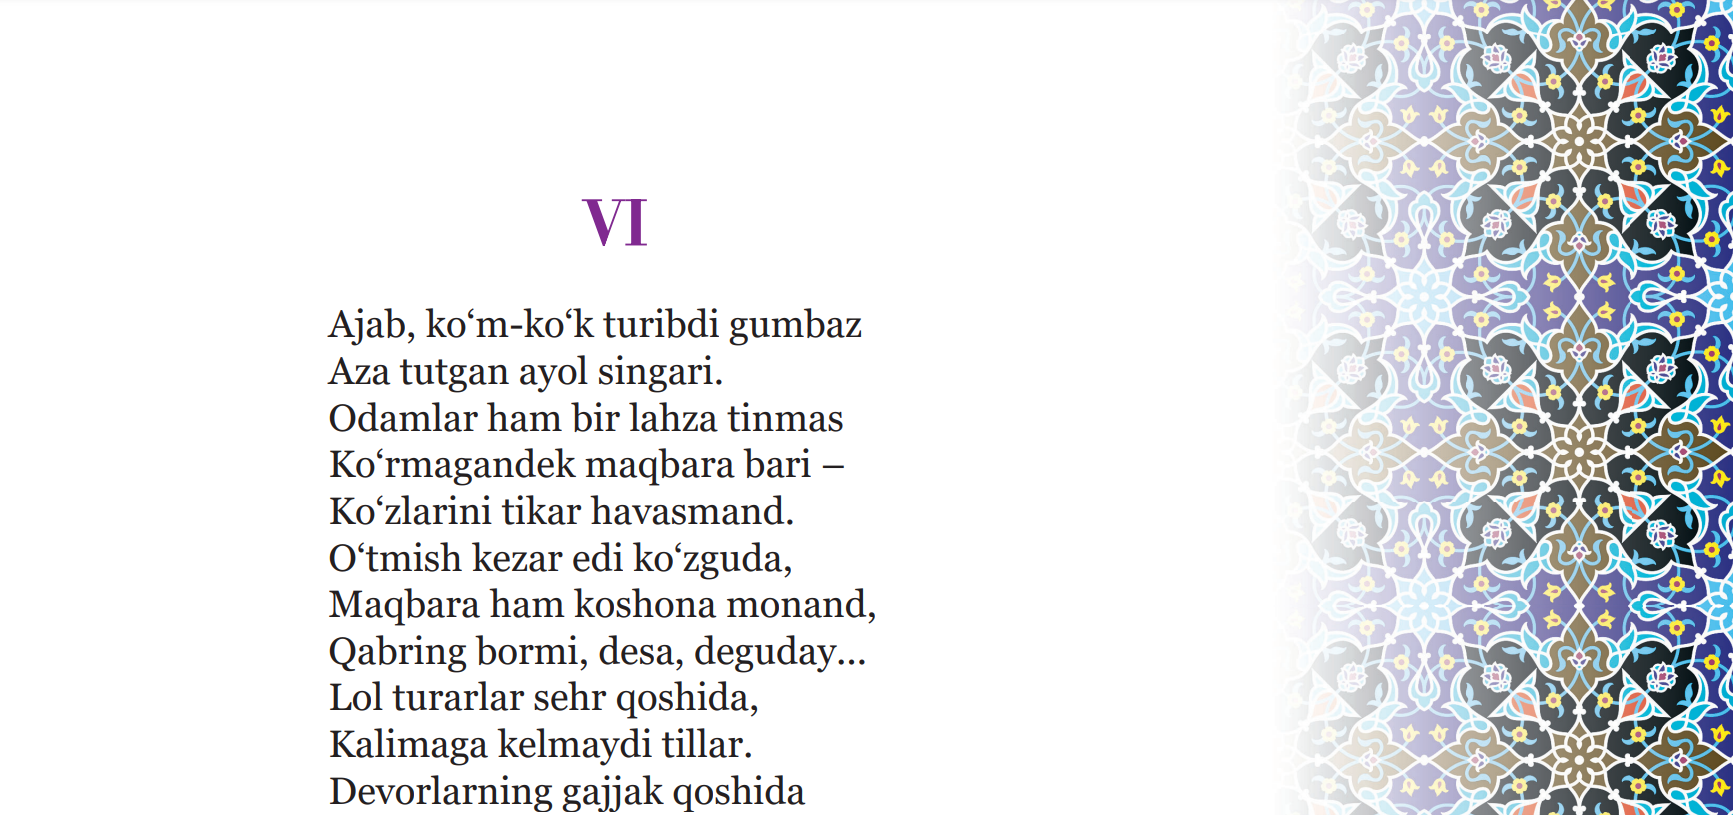 VI
Ajab, ko‘m-ko‘k turibdi gumbaz
Aza tutgan ayol singari.
Odamlar ham bir lahza tinmas
Ko‘rmagandek maqbara bari –
Ko‘zlarini tikar havasmand.
O‘tmish kezar edi ko‘zguda,
Maqbara ham koshona monand,
Qabring bormi, desa, deguday...
Lol turarlar sehr qoshida,
Kalimaga kelmaydi tillar.
Devorlarning gajjak qoshida